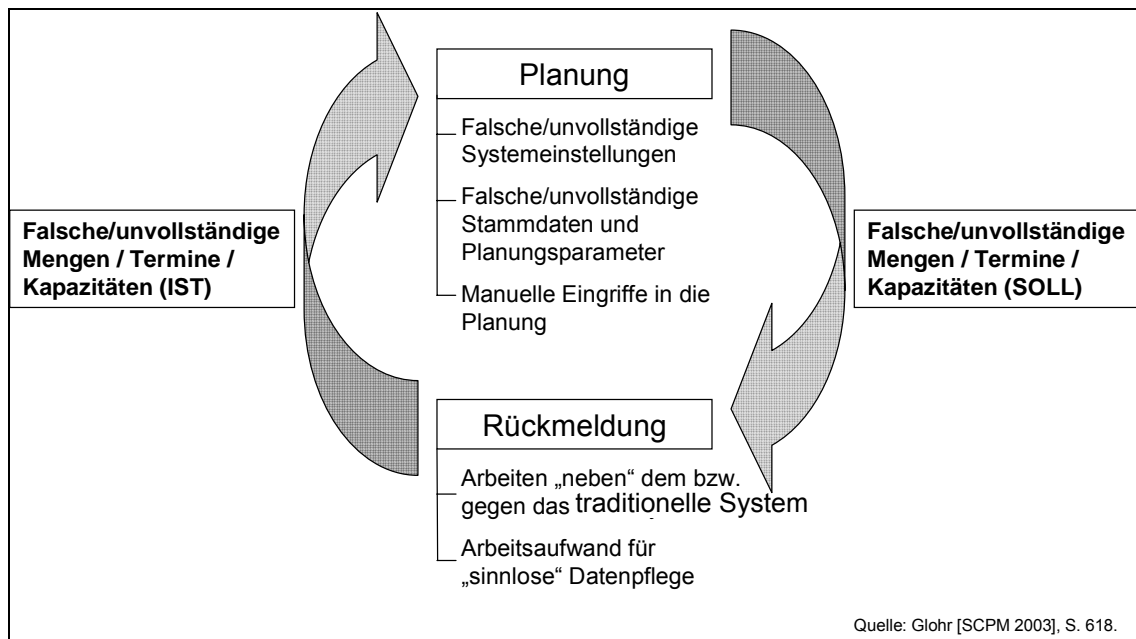 Planung
Falsche/unvollständige
Systemeinstellungen
Falsche/unvollständige
Stammdaten und
Planungsparameter
Manuelle Eingriffe in die
Planung
Falsche/unvollständige
Mengen / Termine /
Kapazitäten (IST)
Falsche/unvollständige
Mengen / Termine /
Kapazitäten (SOLL)
Rückmeldung
Arbeiten „neben“ dem bzw.
gegen das traditionelle System
Arbeitsaufwand für
„sinnlose“ Datenpflege
Quelle: Glohr [SCPM 2003], S. 618.